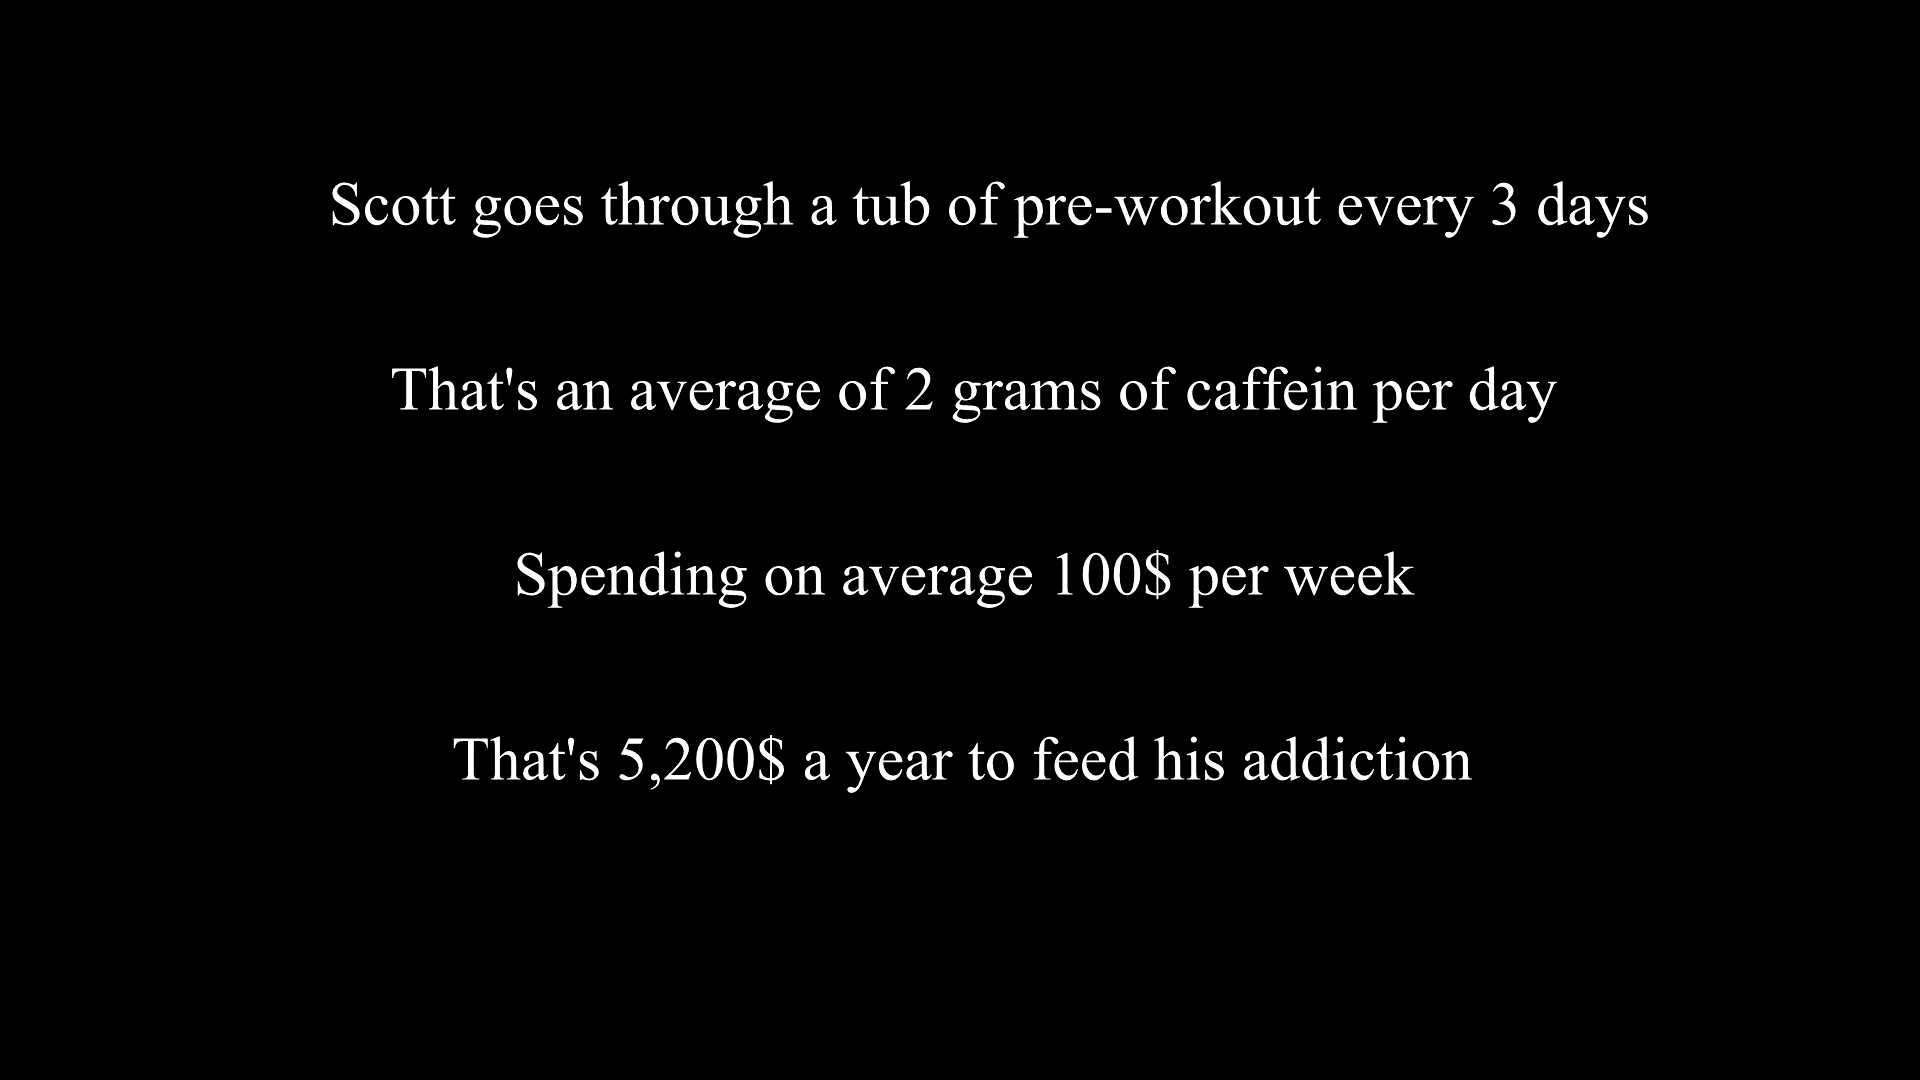 Scott goes through a tub of pre-workout every 3 days
That's an average of 2 grams of caffein per day
Spending on average 100$ per week
That's 5,200$ a year to feed his addiction